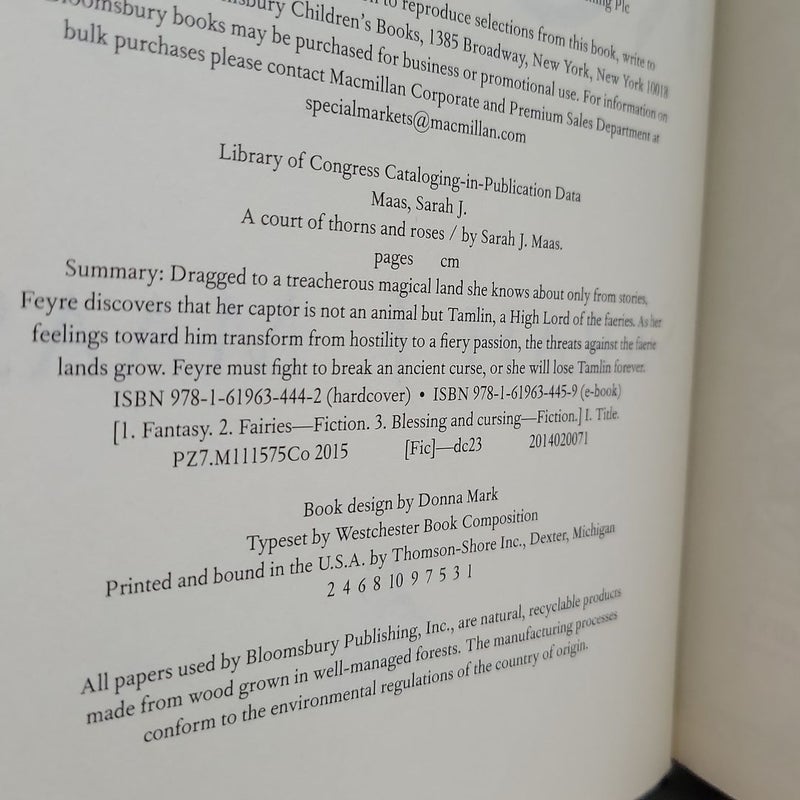 ing Plc
n to reproduce selections from this book, write to
msbury Children's Books, 1385 Broadway, New York, New York 10018
Bloomsbury books may be purchased for business or promotional use. For information on
bulk purchases please contact Macmillan Corporate and Premium Sales Department at
specialmarkets@macmillan.com
Library of Congress Cataloging-in-Publication Data
Maas, Sarah J.
A court of thorns and roses / by Sarah J. Maas.
pages cm
Summary: Dragged to a treacherous magical land she knows about only from stories,
Feyre discovers that her captor is not an animal but Tamlin, a High Lord of the faeries. As her
feelings toward him transform from hostility to a fiery passion, the threats against the faerie
lands grow. Feyre must fight to break an ancient curse, or she will lose Tamlin forever.
ISBN 978-1-61963-444-2 (hardcover) • ISBN 978-1-61963-445-9 (e-book)
[1. Fantasy. 2. Fairies—Fiction. 3. Blessing and cursing—Fiction.] I. Title.
PZ7.M111575Co 2015 [Fic]—dc23 2014020071
Book design by Donna Mark
Typeset by Westchester Book Composition
Printed and bound in the U.S.A. by Thomson-Shore Inc., Dexter, Michigan
2 4 6 8 10 9 7 5 3 1
All papers used by Bloomsbury Publishing, Inc., are natural, recyclable products
made from wood grown in well-managed forests. The manufacturing processes
conform to the environmental regulations of the country of origin.